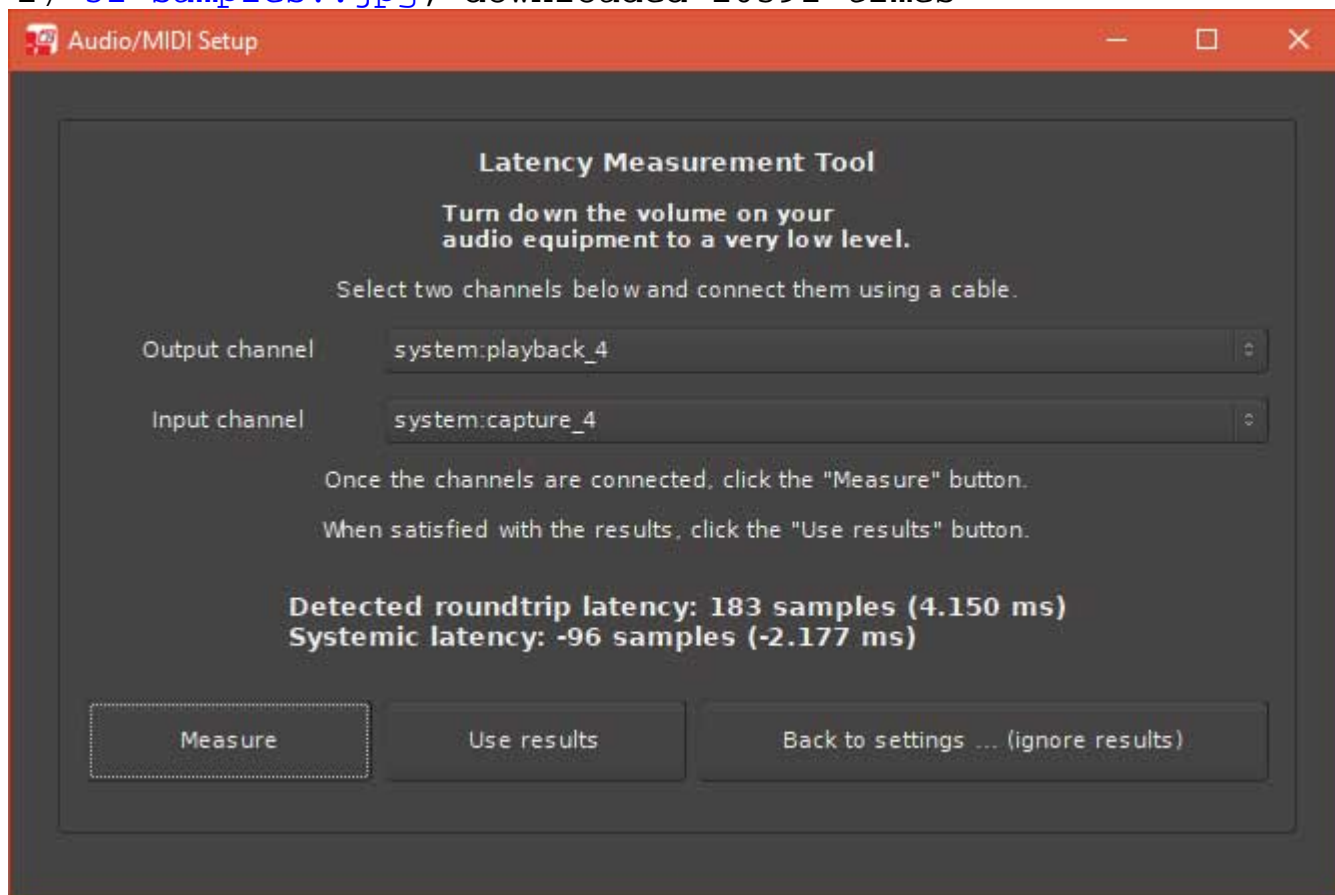 Audio/MIDI Setup
Latency Measurement Tool
Turn down the volume on your
audio equipment to a very low level.
Select two channels below and connect them using a cable.
Output channel system:playback_4
Input channel system:capture_4
Once the channels are connected, click the "Measure" button.
When satisfied with the results, click the "Use results" button.
Detected roundtrip latency: 183 samples (4.150 ms)
Systemic latency: -96 samples (-2.177 ms)
Measure Use results Back to settings ... (ignore results)